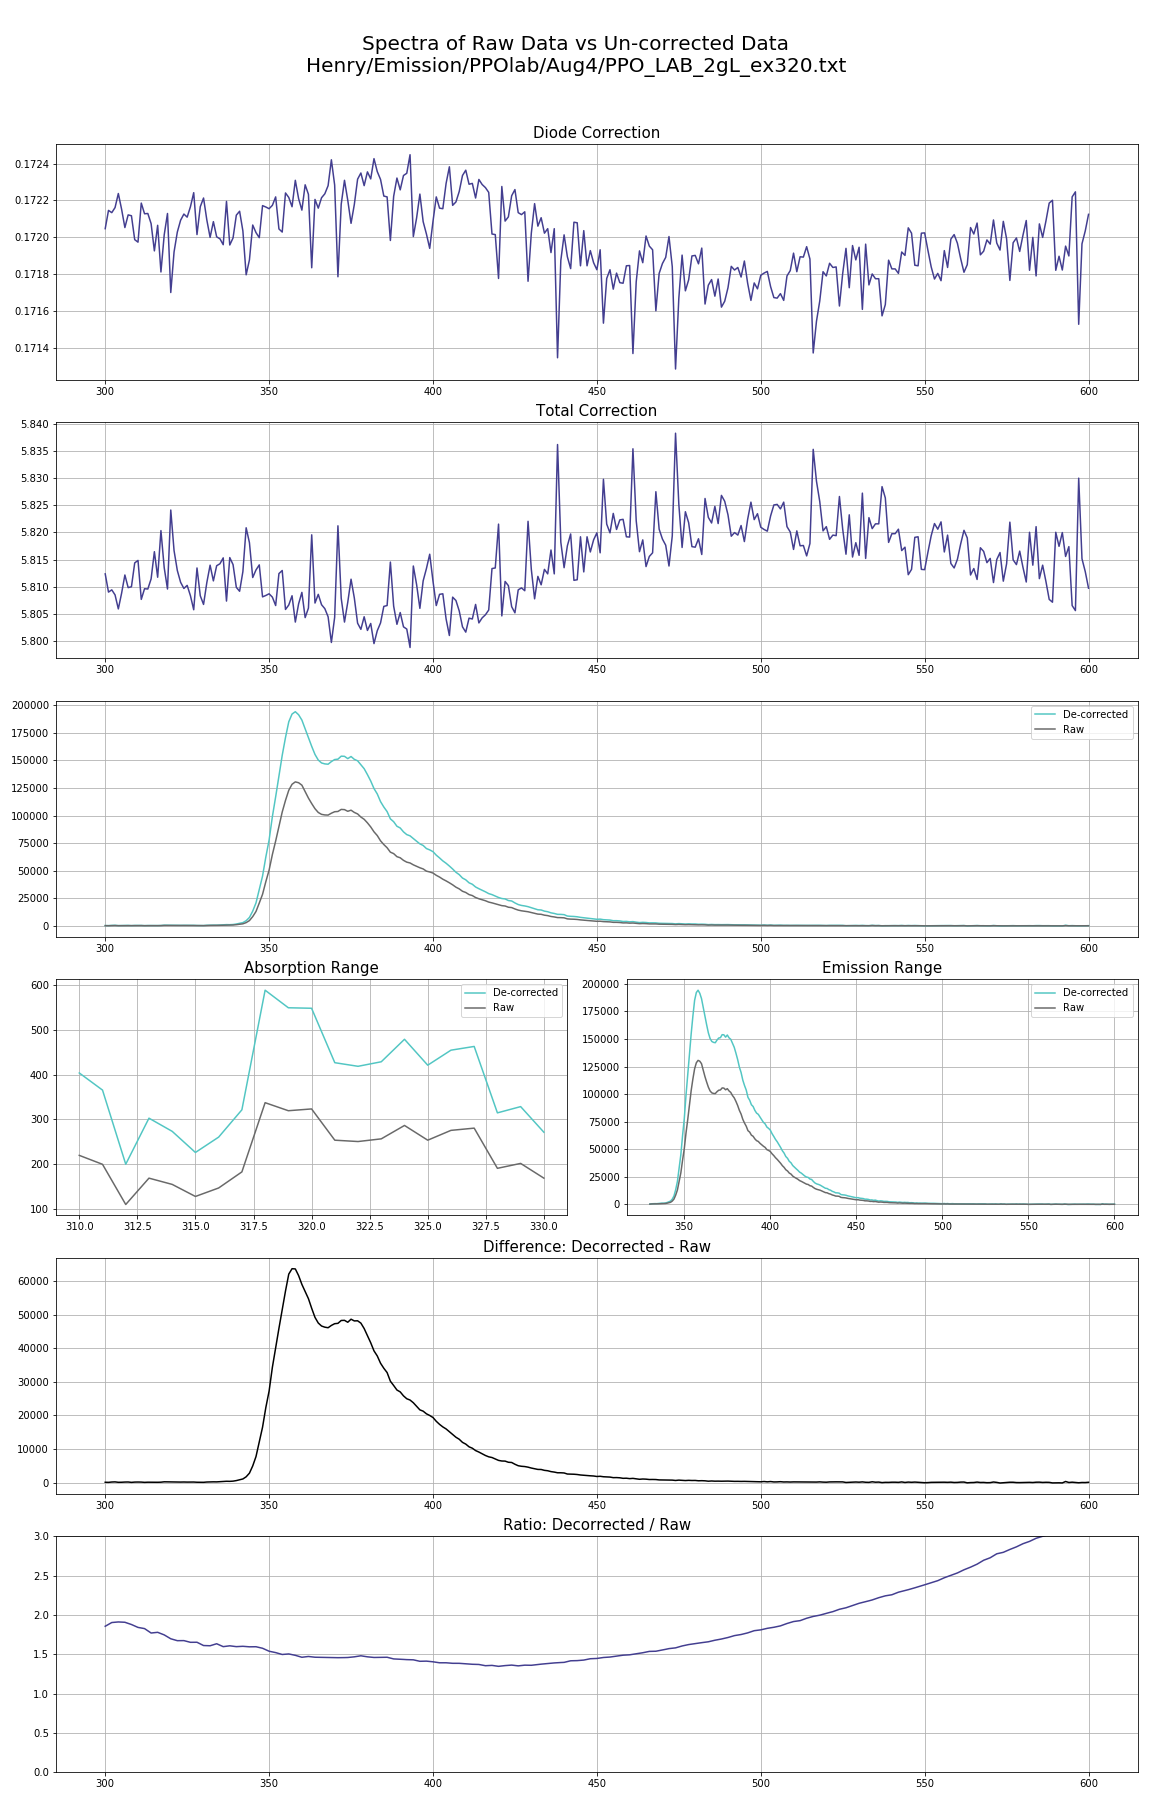 Spectra of Raw Data vs Un-corrected Data
Henry/Emission/PPOlab/Aug4/PPO_LAB_2gL_ex320.txt
Diode Correction
0.1724
0.1722
0.1720
0.1718
0.1716
0.1714
300 350 400 450 500 550 600
Total Correction
5.840
5.835
5.830
5.825
5.820
5.815
5.810
5.805
5.800
300 350 400 450 500 550 600
200000
175000
150000
125000
100000
75000
50000
25000
0
De-corrected
Raw
300 350 400 450 500 550 600
Absorption Range
600
500
400
300
200
100
De-corrected
Raw
310.0 312.5 315.0 317.5 320.0 322.5 325.0 327.5 330.0
Emission Range
200000
175000
150000
125000
100000
75000
50000
25000
0
De-corrected
Raw
350 400 450 500 550 600
Difference: Decorrected - Raw
60000
50000
40000
30000
20000
10000
0
300 350 400 450 500 550 600
Ratio: Decorrected / Raw
3.0
2.5
2.0
1.5
1.0
0.5
0.0
300 350 400 450 500 550 600